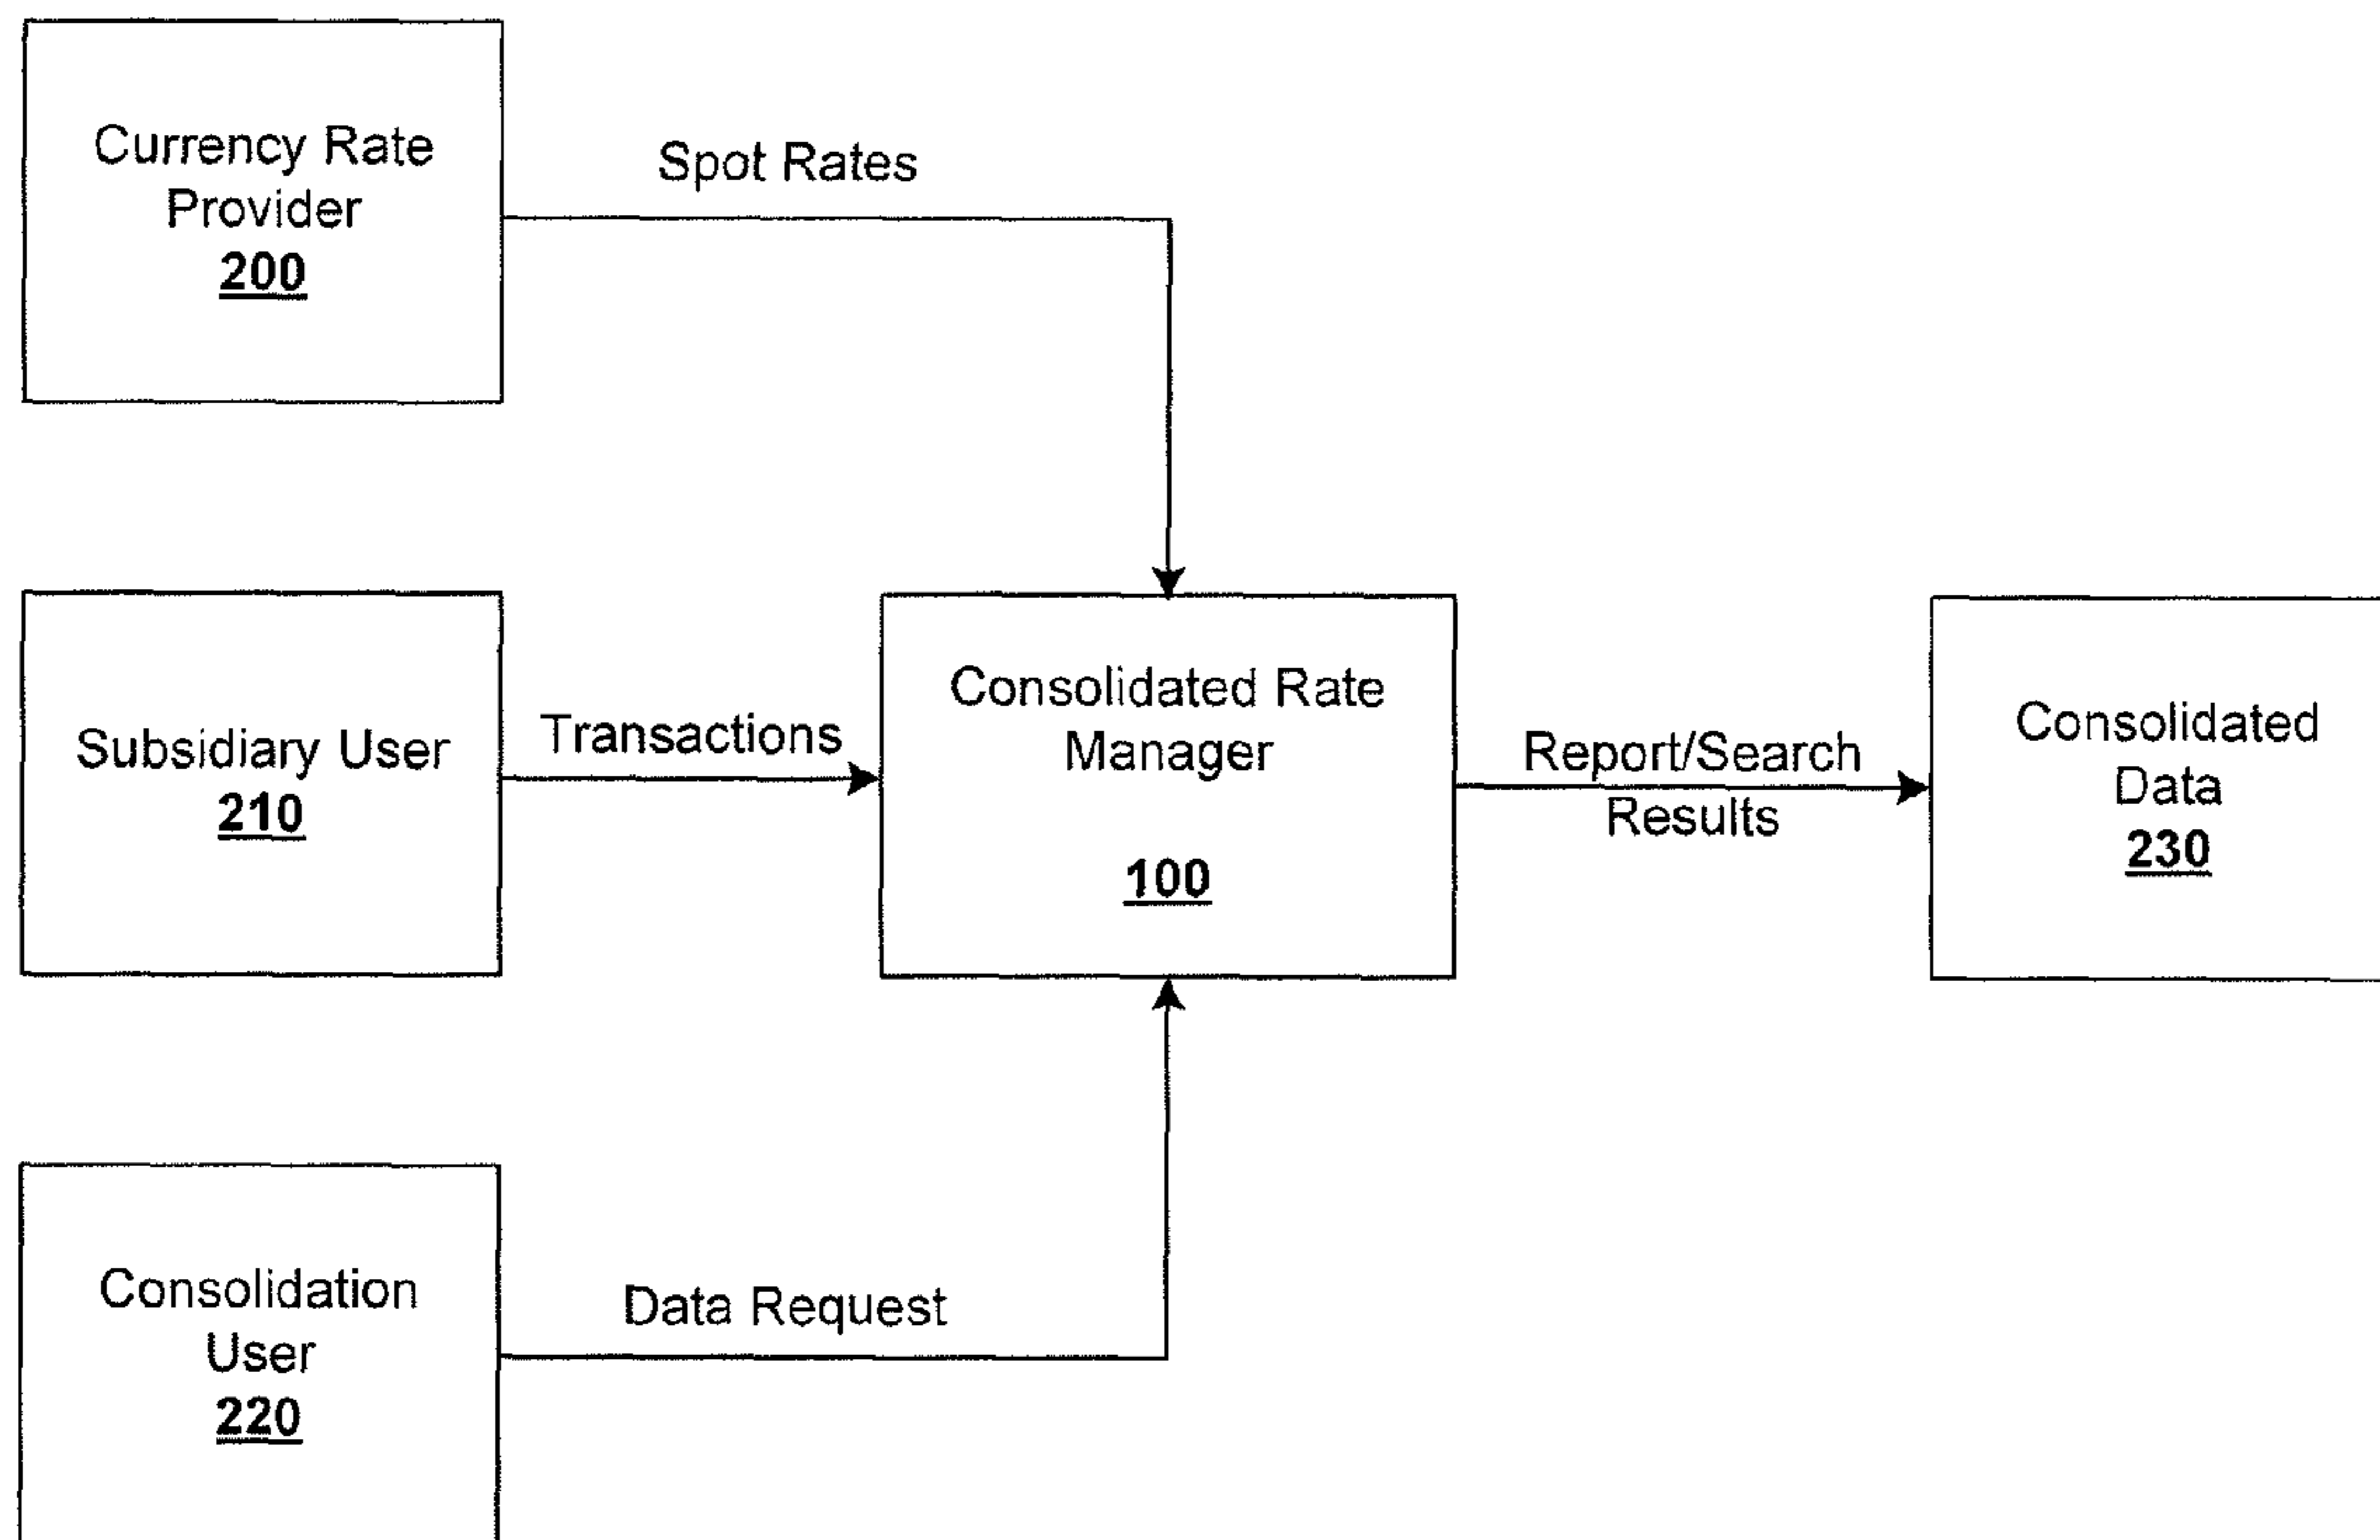 Currency Rate
Provider
200
Spot Rates
Subsidiary User
210
Transactions
Consolidated Rate
Manager
100
Report/Search
Results
Consolidated
Data
230
Consolidation
User
220
Data Request